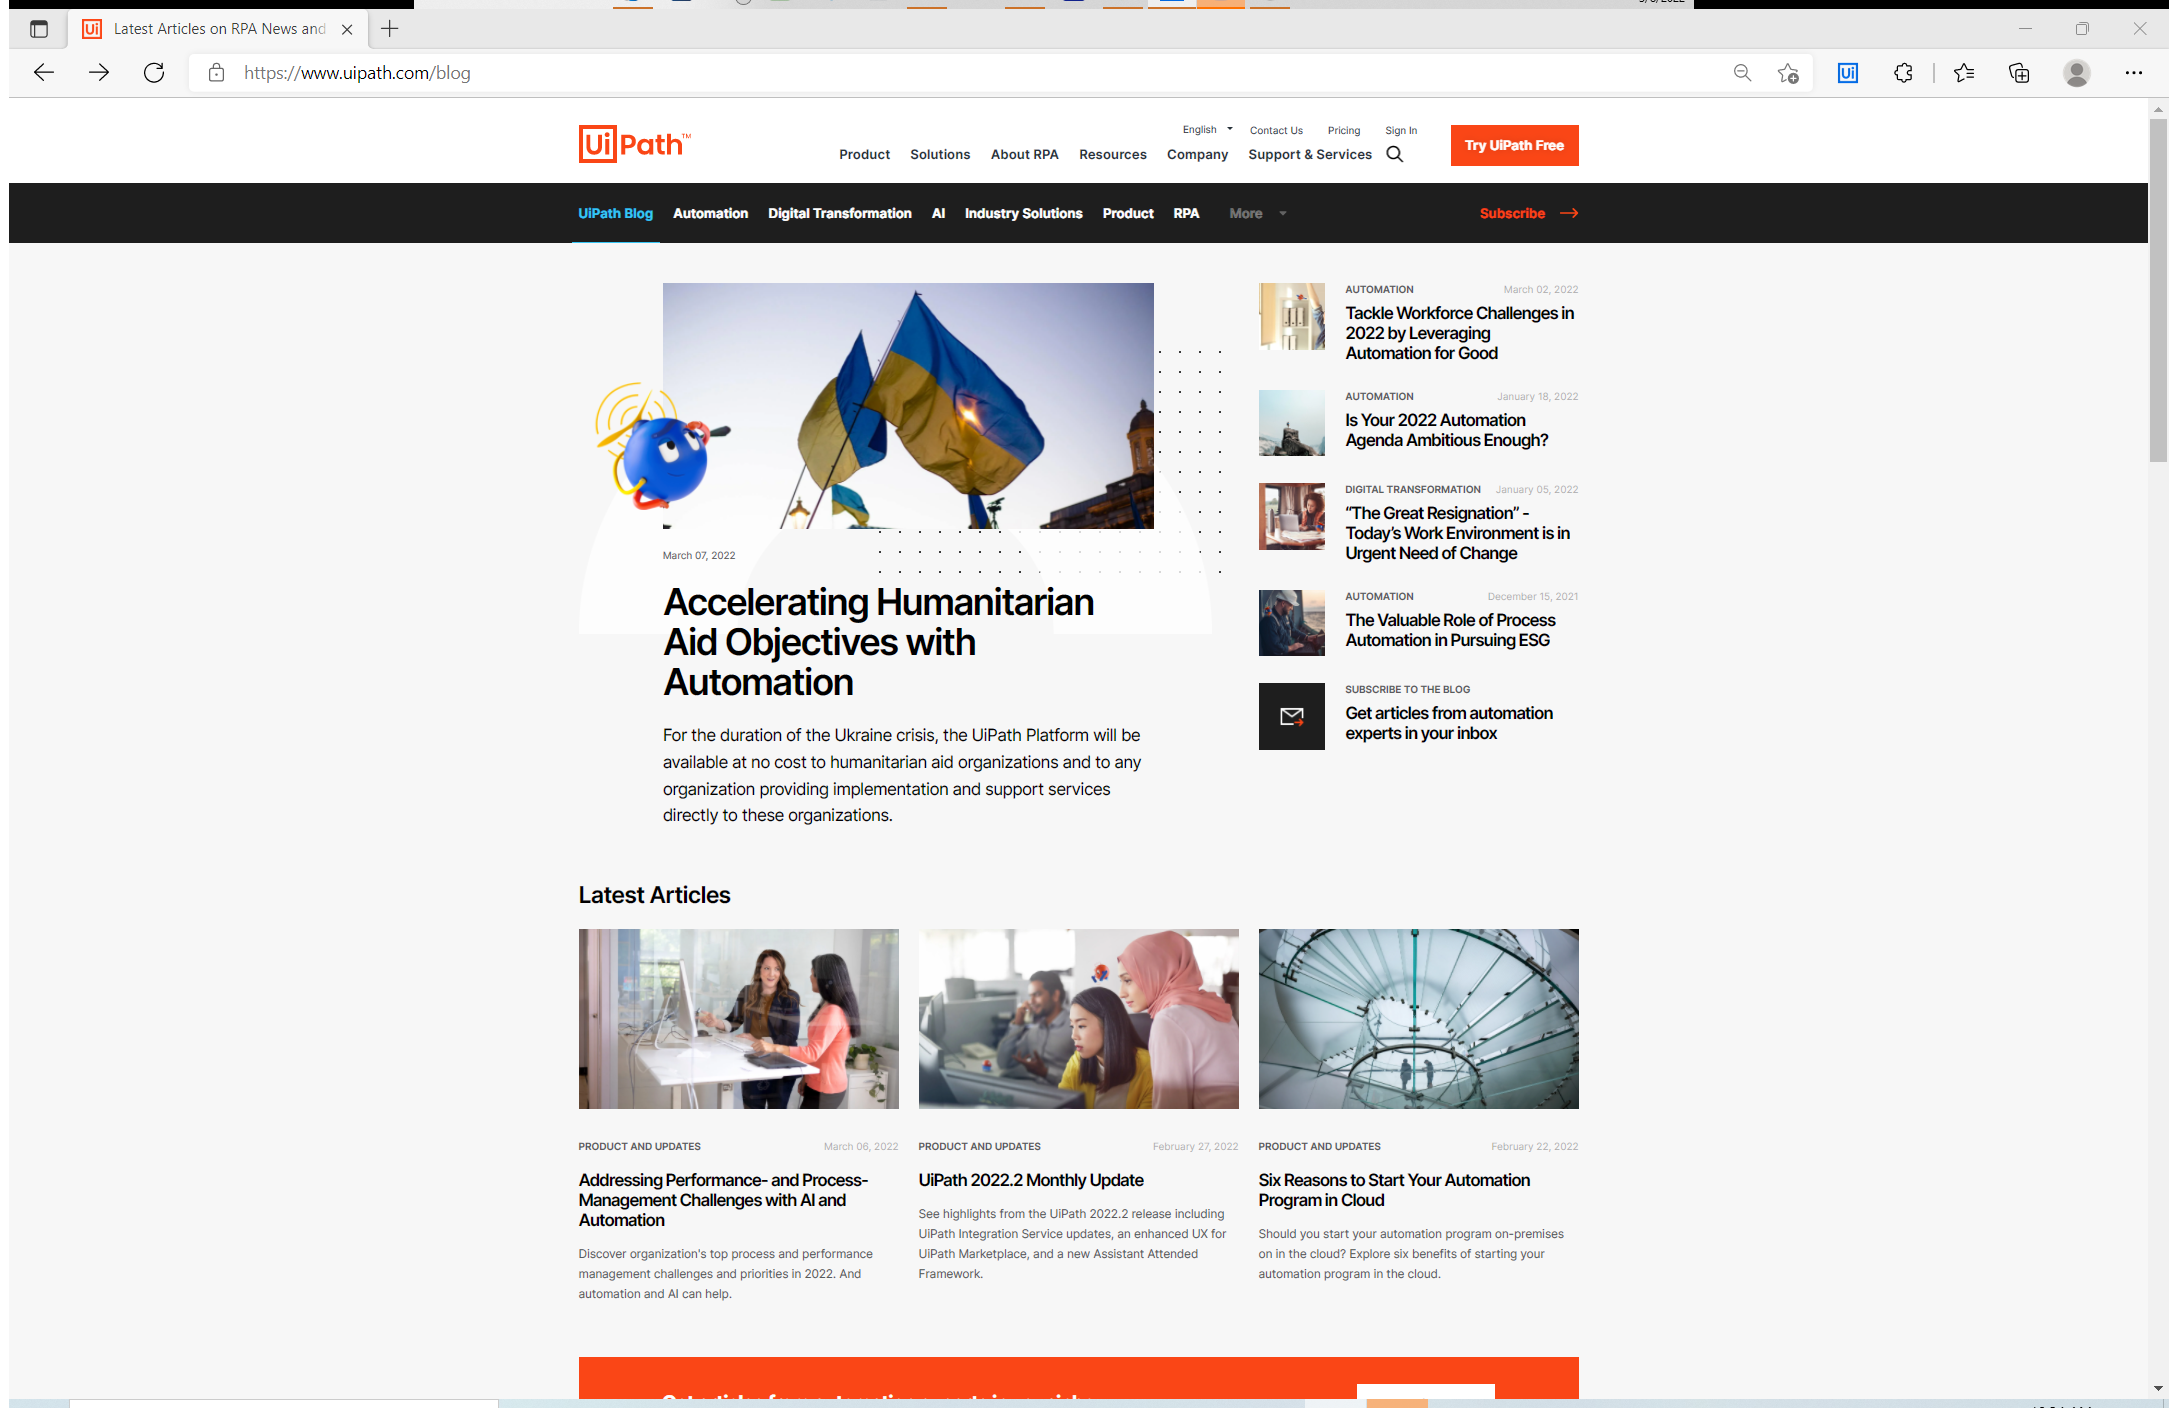 Latest Articles on RPA News and
https://www.uipath.com/blog
Ui
UiPath™
English
Contact Us
Pricing
Sign In
Product
Solutions
About RPA
Resources
Company
Support & Services
Try UiPath Free
UiPath Blog
Automation
Digital Transformation
AI
Industry Solutions
Product
RPA
More
Subscribe
March 07, 2022
Accelerating Humanitarian
Aid Objectives with
Automation
For the duration of the Ukraine crisis, the UiPath Platform will be
available at no cost to humanitarian aid organizations and to any
organization providing implementation and support services
directly to these organizations.
AUTOMATION March 02, 2022
Tackle Workforce Challenges in
2022 by Leveraging
Automation for Good
AUTOMATION January 18, 2022
Is Your 2022 Automation
Agenda Ambitious Enough?
DIGITAL TRANSFORMATION January 05, 2022
“The Great Resignation” -
Today’s Work Environment is in
Urgent Need of Change
AUTOMATION December 15, 2021
The Valuable Role of Process
Automation in Pursuing ESG
SUBSCRIBE TO THE BLOG
Get articles from automation
experts in your inbox
Latest Articles
PRODUCT AND UPDATES March 06, 2022
Addressing Performance- and Process-
Management Challenges with AI and
Automation
Discover organization's top process and performance
management challenges and priorities in 2022. And
automation and AI can help.
PRODUCT AND UPDATES February 27, 2022
UiPath 2022.2 Monthly Update
See highlights from the UiPath 2022.2 release including
UiPath Integration Service updates, an enhanced UX for
UiPath Marketplace, and a new Assistant Attended
Framework.
PRODUCT AND UPDATES February 22, 2022
Six Reasons to Start Your Automation
Program in Cloud
Should you start your automation program on-premises
on in the cloud? Explore six benefits of starting your
automation program in the cloud.